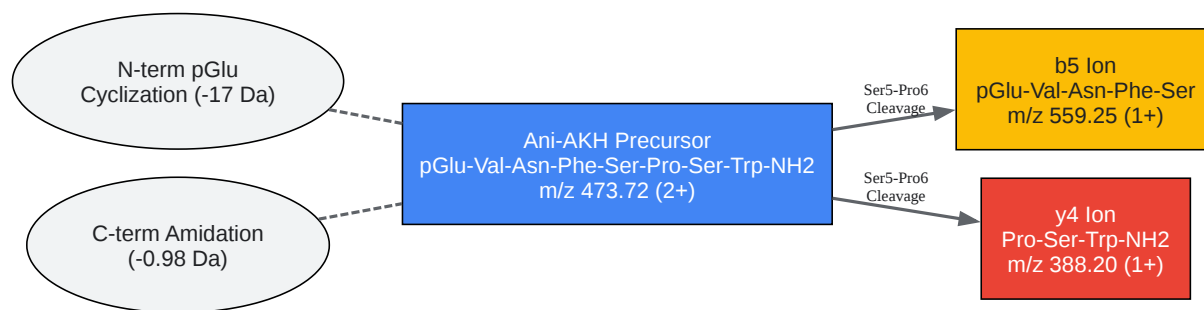 N-term pGlu
Cyclization (-17 Da)
C-term Amidation
(-0.98 Da)
Ani-AKH Precursor
pGlu-Val-Asn-Phe-Ser-Pro-Ser-Trp-NH2
m/z 473.72 (2+)
Ser5-Pro6
Cleavage
Ser5-Pro6
Cleavage
b5 Ion
pGlu-Val-Asn-Phe-Ser
m/z 559.25 (1+)
y4 Ion
Pro-Ser-Trp-NH2
m/z 388.20 (1+)